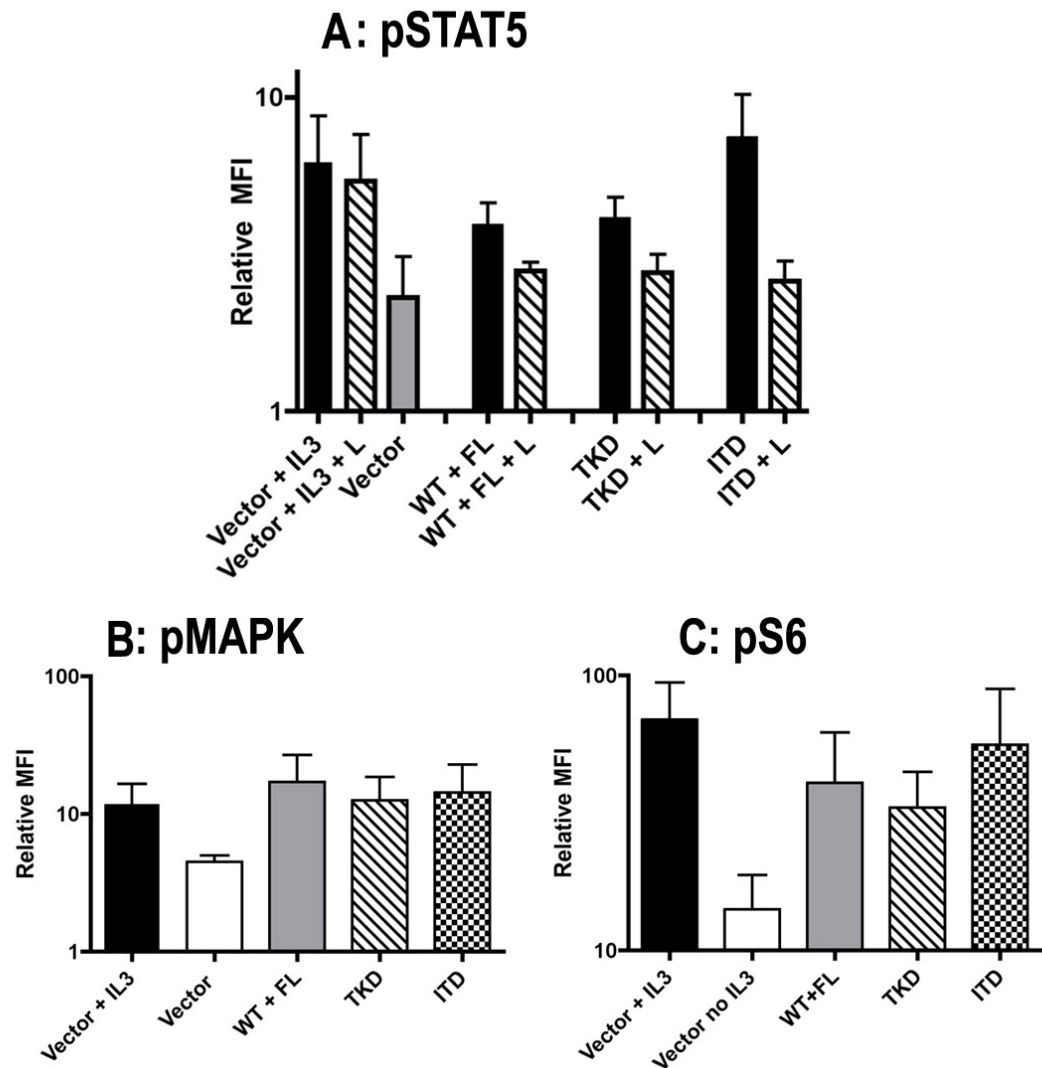 A: pSTAT5
10
1
Relative MFI
Vector + IL3
Vector + IL3 + L
Vector
WT + FL
WT + FL + L
TKD
TKD + L
ITD
ITD + L
B: pMAPK
100
10
1
Relative MFI
Vector + IL3
Vector
WT + FL
TKD
ITD
C: pS6
100
10
Relative MFI
Vector + IL3
Vector no IL3
WT+FL
TKD
ITD